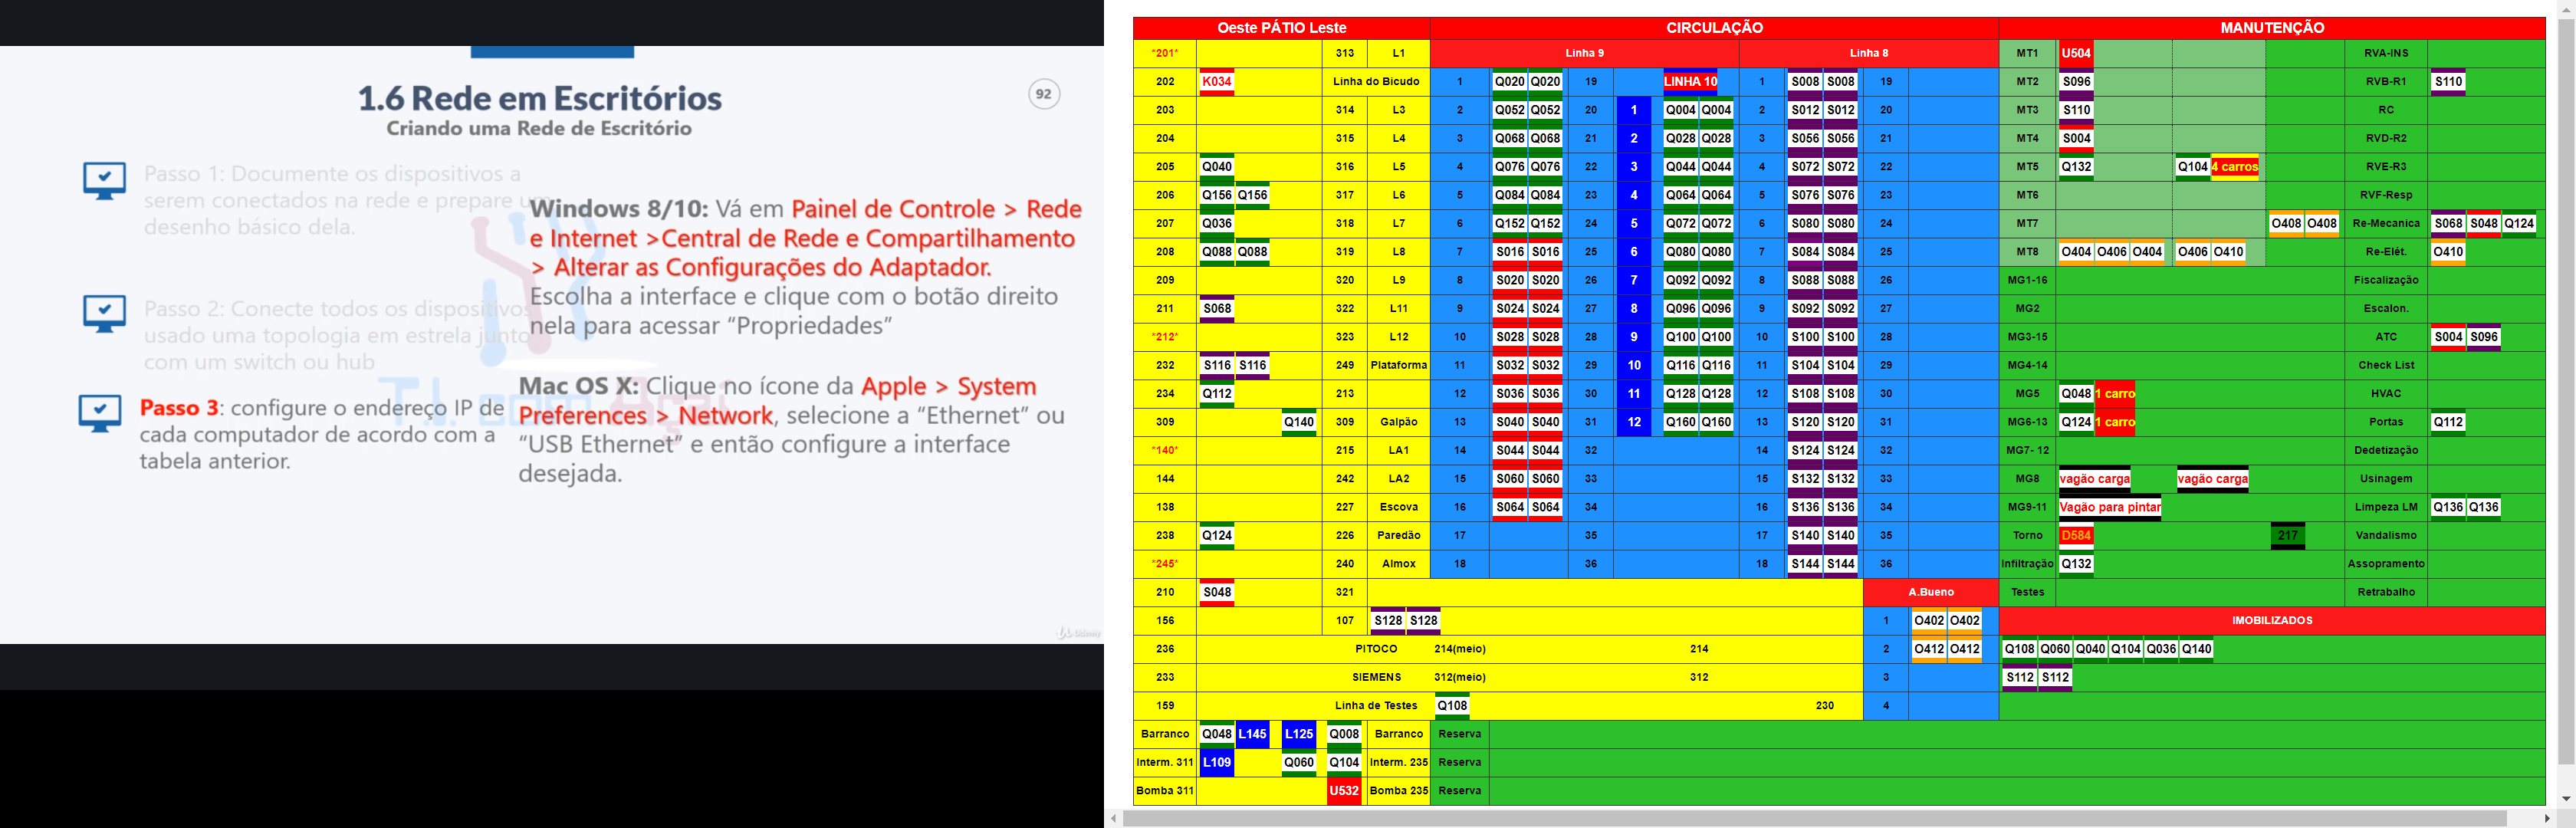 1.6 Rede em Escritórios
Criando uma Rede de Escritório
92
Passo 1: Documente os dispositivos a
serem conectados na rede e prepare um
desenho básico dela.
Passo 2: Conecte todos os dispositivos
usado uma topologia em estrela junto
com um switch ou hub
Passo 3: configure o endereço IP de
cada computador de acordo com a
tabela anterior.
Windows 8/10: Vá em Painel de Controle > Rede
e Internet >Central de Rede e Compartilhamento
> Alterar as Configurações do Adaptador.
Escolha a interface e clique com o botão direito
nela para acessar “Propriedades”
Mac OS X: Clique no ícone da Apple > System
Preferences > Network, selecione a “Ethernet” ou
“USB Ethernet” e então configure a interface
desejada.
Udemy
Oeste PÁTIO Leste CIRCULAÇÃO MANUTENÇÃO
*201* 313 L1 Linha 9 Linha 8 MT1 U504 RVA-INS
202 K034 Linha do Bicudo 1 Q020 Q020 19 LINHA 10 1 S008 S008 19 MT2 S096 RVB-R1 S110
203 314 L3 2 Q052 Q052 20 1 Q004 Q004 2 S012 S012 20 MT3 S110 RC
204 315 L4 3 Q068 Q068 21 2 Q028 Q028 3 S056 S056 21 MT4 S004 RVD-R2
205 Q040 316 L5 4 Q076 Q076 22 3 Q044 Q044 4 S072 S072 22 MT5 Q132 Q104 4 carros RVE-R3
206 Q156 Q156 317 L6 5 Q084 Q084 23 4 Q064 Q064 5 S076 S076 23 MT6 RVF-Resp
207 Q036 318 L7 6 Q152 Q152 24 5 Q072 Q072 6 S080 S080 24 MT7 O408 O408 Re-Mecanica S068 S048 Q124
208 Q088 Q088 319 L8 7 S016 S016 25 6 Q080 Q080 7 S084 S084 25 MT8 O404 O406 O404 O406 O410 Re-Elét. O410
209 320 L9 8 S020 S020 26 7 Q092 Q092 8 S088 S088 26 MG1-16 Fiscalização
211 S068 322 L11 9 S024 S024 27 8 Q096 Q096 9 S092 S092 27 MG2 Escalon.
*212* 323 L12 10 S028 S028 28 9 Q100 Q100 10 S100 S100 28 MG3-15 ATC S004 S096
232 S116 S116 249 Plataforma 11 S032 S032 29 10 Q116 Q116 11 S104 S104 29 MG4-14 Check List
234 Q112 213 12 S036 S036 30 11 Q128 Q128 12 S108 S108 30 MG5 Q048 1 carro HVAC
309 Q140 309 Galpão 13 S040 S040 31 12 Q160 Q160 13 S120 S120 31 MG6-13 Q124 1 carro Portas Q112
*140* 215 LA1 14 S044 S044 32 14 S124 S124 32 MG7- 12 Dedetização
144 242 LA2 15 S060 S060 33 15 S132 S132 33 MG8 vagão carga vagão carga Usinagem
138 227 Escova 16 S064 S064 34 16 S136 S136 34 MG9-11 Vagão para pintar Limpeza LM Q136 Q136
238 Q124 226 Paredão 17 35 17 S140 S140 35 Torno D584 217 Vandalismo
*245* 240 Almox 18 36 18 S144 S144 36 Infiltração Q132 Assopramento
210 S048 321 A.Bueno Testes Retrabalho
156 107 S128 S128 1 O402 O402 IMOBILIZADOS
236 PITOCO 214(meio) 214 2 O412 O412 Q108 Q060 Q040 Q104 Q036 Q140
233 SIEMENS 312(meio) 312 3 S112 S112
159 Linha de Testes Q108 230 4
Barranco Q048 L145 L125 Q008 Barranco Reserva
Interm. 311 L109 Q060 Q104 Interm. 235 Reserva
Bomba 311 U532 Bomba 235 Reserva